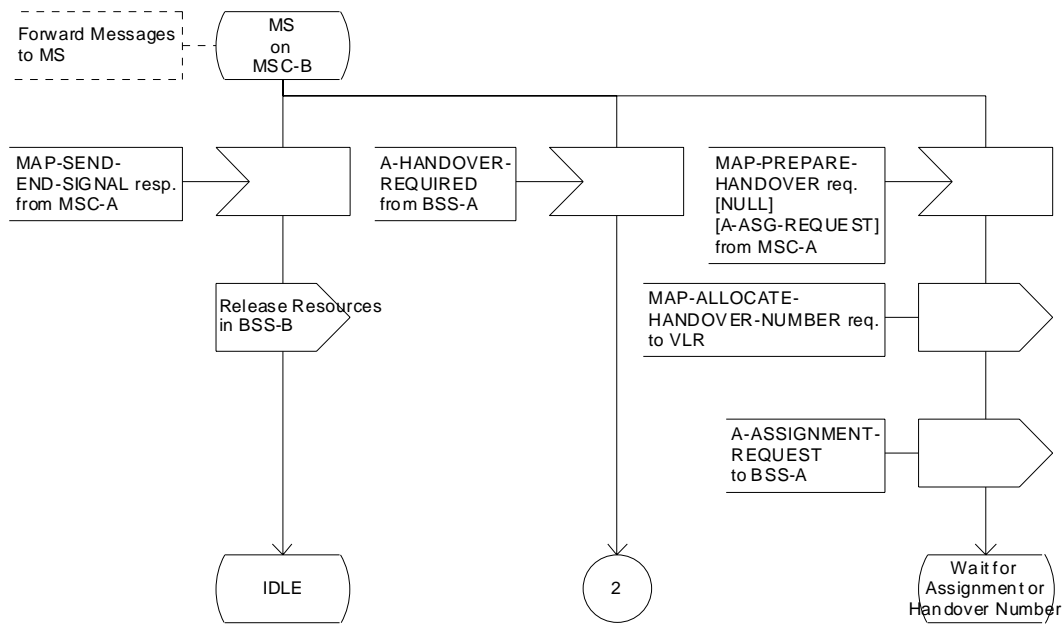 Forward Messages
to MS
MS
on
MSC-B
MAP-SEND-
END-SIGNAL resp.
from MSC-A
A-HANDOVER-
REQUIRED
from BSS-A
MAP-PREPARE-
HANDOVER req.
[NULL]
[A-ASG-REQUEST]
from MSC-A
Release Resources
in BSS-B
MAP-ALLOCATE-
HANDOVER-NUMBER req.
to VLR
A-ASSIGNMENT-
REQUEST
to BSS-A
IDLE
2
Wait for
Assignment or
Handover Number